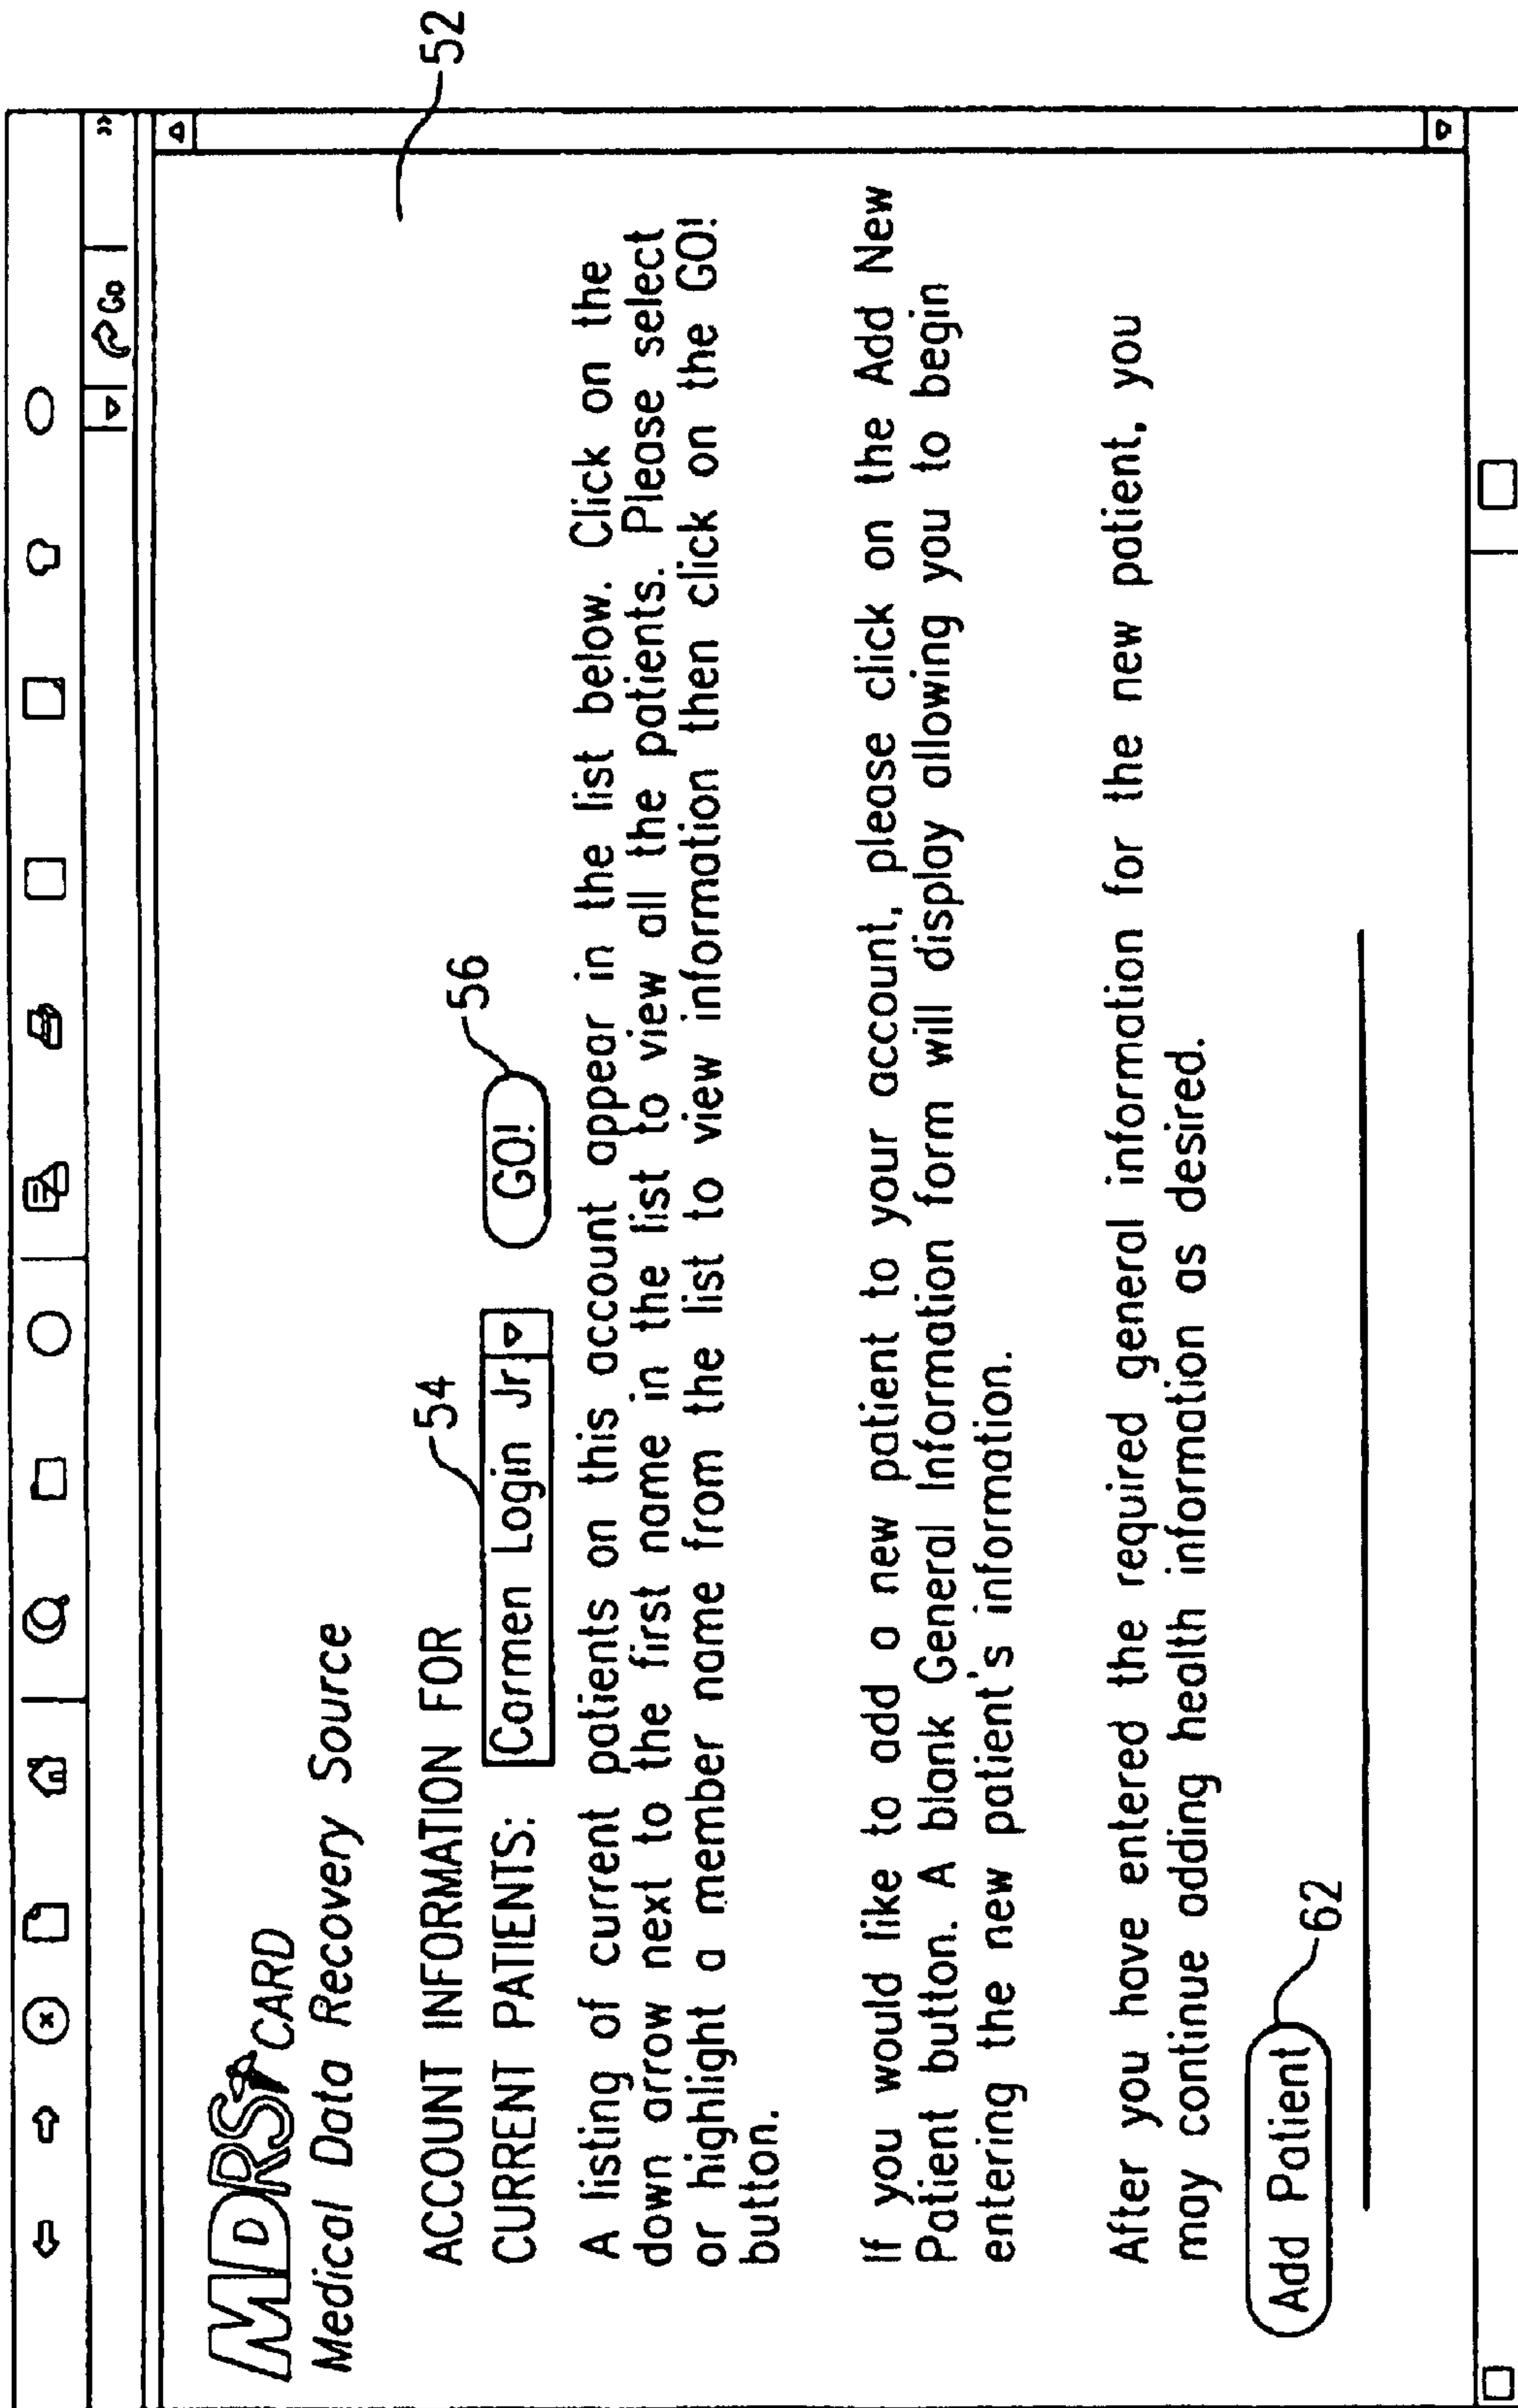 Go
MDRS CARD
Medical Data Recovery Source
52
ACCOUNT INFORMATION FOR
54
56
CURRENT PATIENTS: Carmen Login Jr GO!
A listing of current patients on this account appear in the list below. Click on the
down arrow next to the first name in the list to view all the patients. Please select
or highlight a member name from the list to view information then click on the GO!
button.
If you would like to add a new patient to your account, please click on the Add New
Patient button. A blank General Information form will display allowing you to begin
entering the new patient's information.
After you have entered the required general information for the new patient, you
may continue adding health information as desired.
Add Patient
62